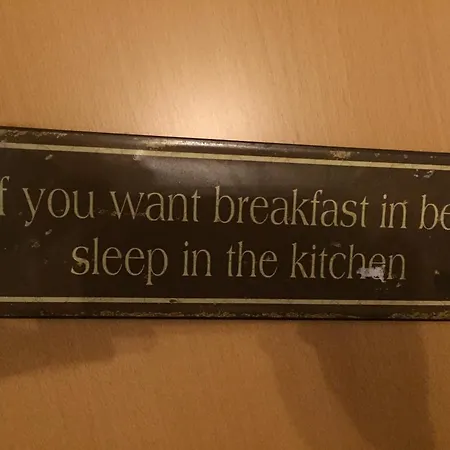 f you want breakfast in be
sleep in the kitchen